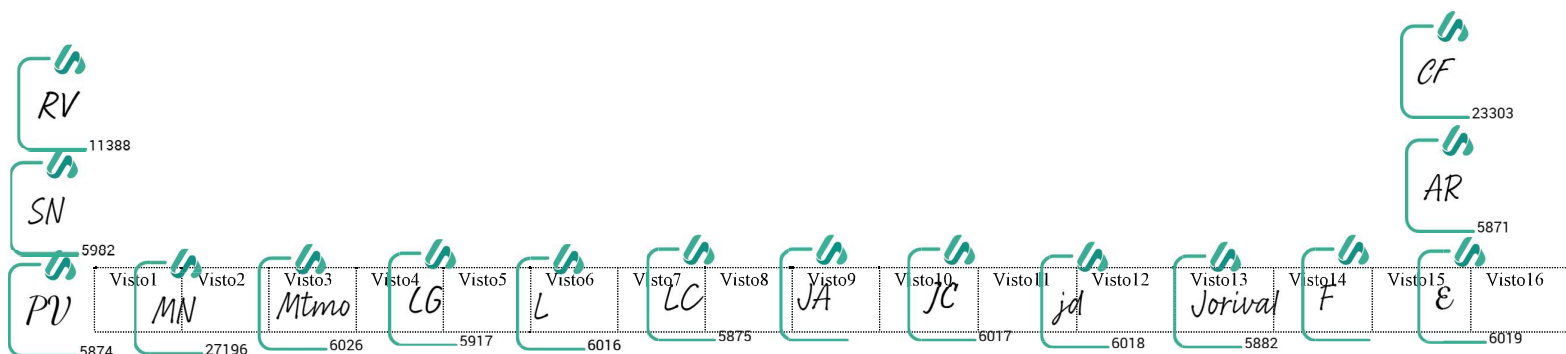 CF
RV
23303
11388
AR
SN
5871
5982
Visto1 Visto2 Visto3 Visto4 Visto5 Visto6 Visto7 Visto8 Visto9 Visto10 Visto11 Visto12 Visto13 Visto14 Visto15 Visto16
PV MN Mtmo LG L LC JA JC jd Jorival F E
5874 27196 6026 5917 6016 5875 6017 6018 5882 6019